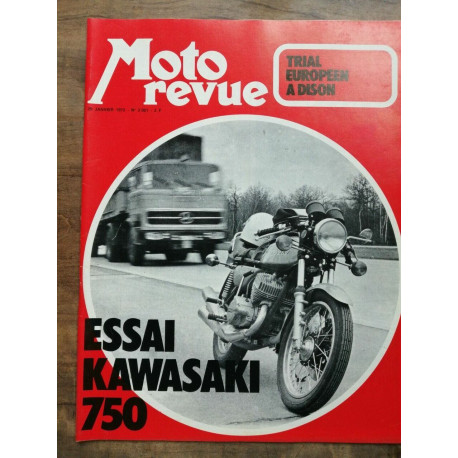 Moto
revue
TRIAL
EUROPEEN
A DISON
ESSAI
KAWASAKI
750